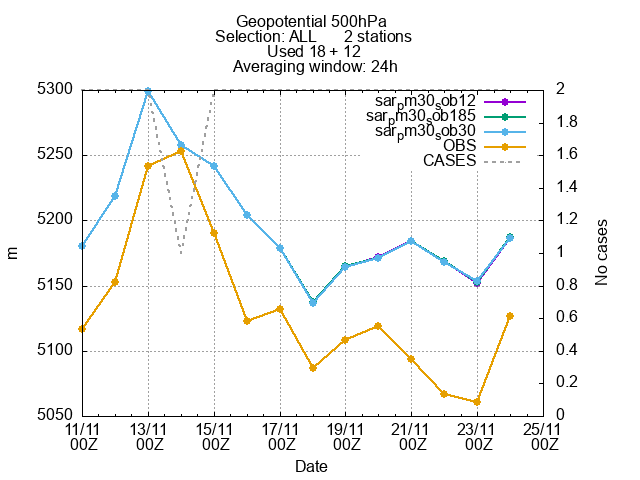 Geopotential 500hPa
Selection: ALL 2 stations
Used 18 + 12
Averaging window: 24h
m
5300
5250
5200
5150
5100
5050
sarpm30sob12
sarpm30sob185
sarpm30sob30
OBS
CASES
2
1.8
1.6
1.4
1.2
1
0.8
0.6
0.4
0.2
0
No cases
11/11 13/11 15/11 17/11 19/11 21/11 23/11 25/11
00Z 00Z 00Z 00Z 00Z 00Z 00Z 00Z
Date